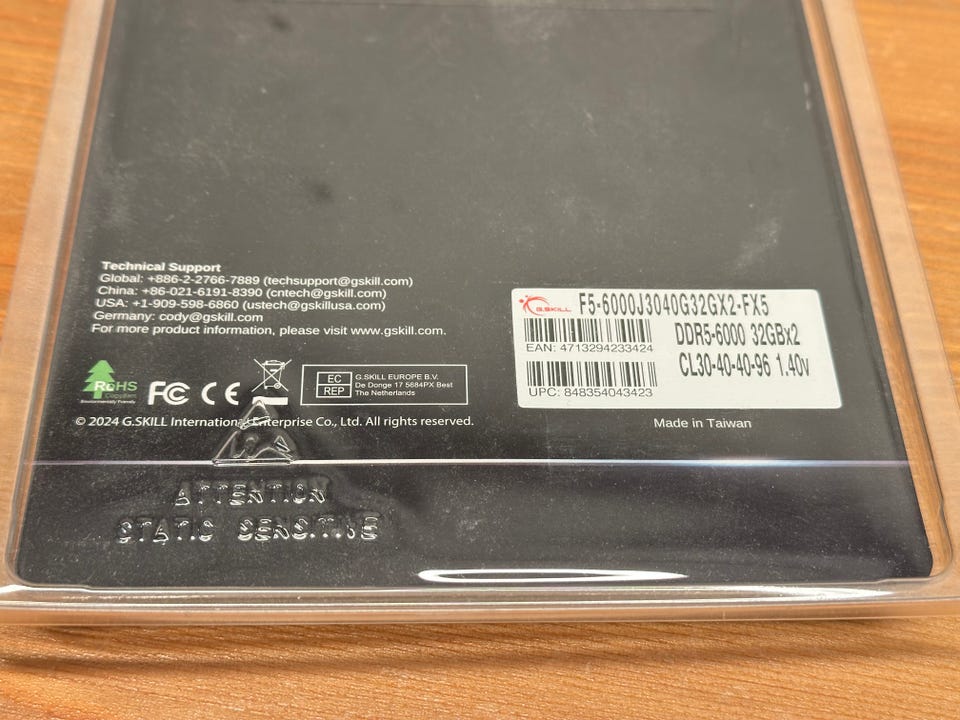 Technical Support
Global: +886-2-2766-7889 (techsupport@gskill.com)
China: +86-021-6191-8390 (cntech@gskill.com)
USA: +1-909-598-6860 (ustech@gskillusa.com)
Germany: cody@gskill.com
For more product information, please visit www.gskill.com.
RoHS
Compliant
Environmentally Friendly
FC CE
EC
REP
G.SKILL EUROPE B.V.
De Donge 17 5684PX Best
The Netherlands
© 2024 G.SKILL International Enterprise Co., Ltd. All rights reserved.
G.SKILL
F5-6000J3040G32GX2-FX5
EAN: 4713294233424
DDR5-6000 32GBx2
CL30-40-40-96 1.40v
UPC: 848354043423
Made in Taiwan
ATTENTION
STATIC SENSITIVE